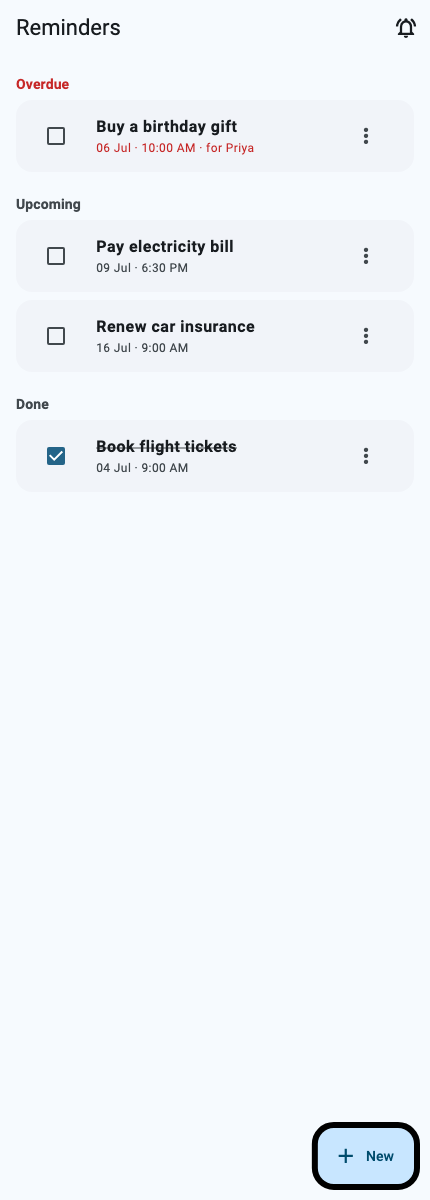 Reminders
Overdue
Buy a birthday gift
06 Jul · 10:00 AM · for Priya
Upcoming
Pay electricity bill
09 Jul · 6:30 PM
Renew car insurance
16 Jul · 9:00 AM
Done
Book flight tickets
04 Jul · 9:00 AM
New